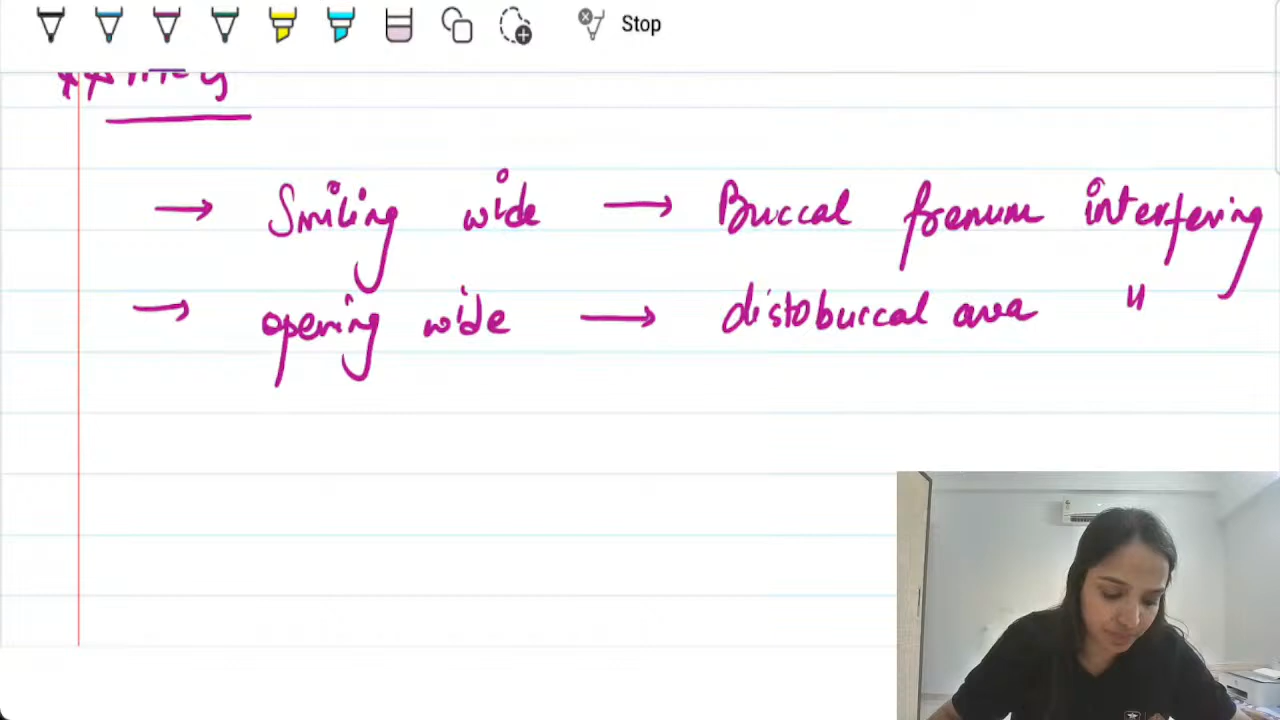 Stop
→ Smiling wide → Buccal frenum interfering
→ opening wide → distobuccal area "